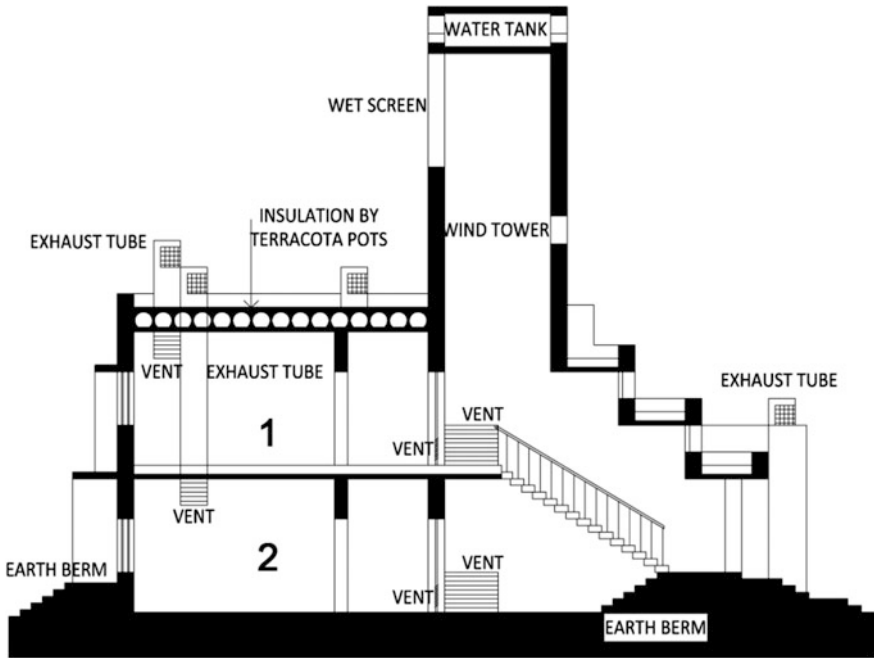 WATER TANK
WET SCREEN
INSULATION BY
TERRACOTA POTS
EXHAUST TUBE
WIND TOWER
VENT
EXHAUST TUBE
EXHAUST TUBE
1
VENT
VENT
VENT
2
VENT
EARTH BERM
VENT
EARTH BERM